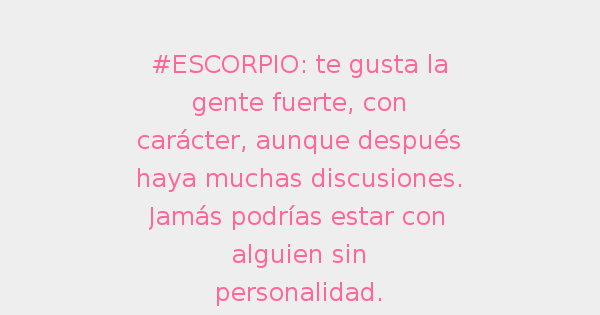 #ESCORPIO: te gusta la
gente fuerte, con
carácter, aunque después
haya muchas discusiones.
Jamás podrías estar con
alguien sin
personalidad.